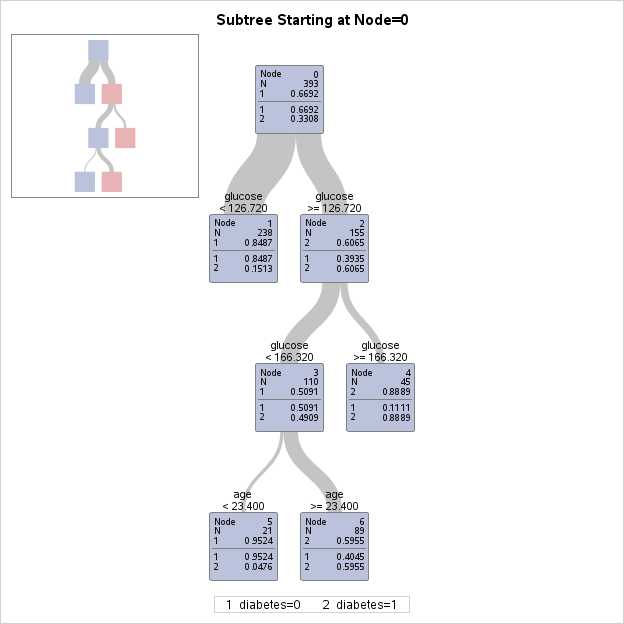 Subtree Starting at Node=0
Node 0
N 393
1 0.6692
1 0.6692
2 0.3308
glucose
< 126.720
glucose
>= 126.720
Node 1
N 238
1 0.8487
1 0.8487
2 0.1513
Node 2
N 155
2 0.6065
1 0.3935
2 0.6065
glucose
< 166.320
glucose
>= 166.320
Node 3
N 110
1 0.5091
1 0.5091
2 0.4909
Node 4
N 45
2 0.8889
1 0.1111
2 0.8889
age
< 23.400
age
>= 23.400
Node 5
N 21
1 0.9524
1 0.9524
2 0.0476
Node 6
N 89
2 0.5955
1 0.4045
2 0.5955
1 diabetes=0 2 diabetes=1